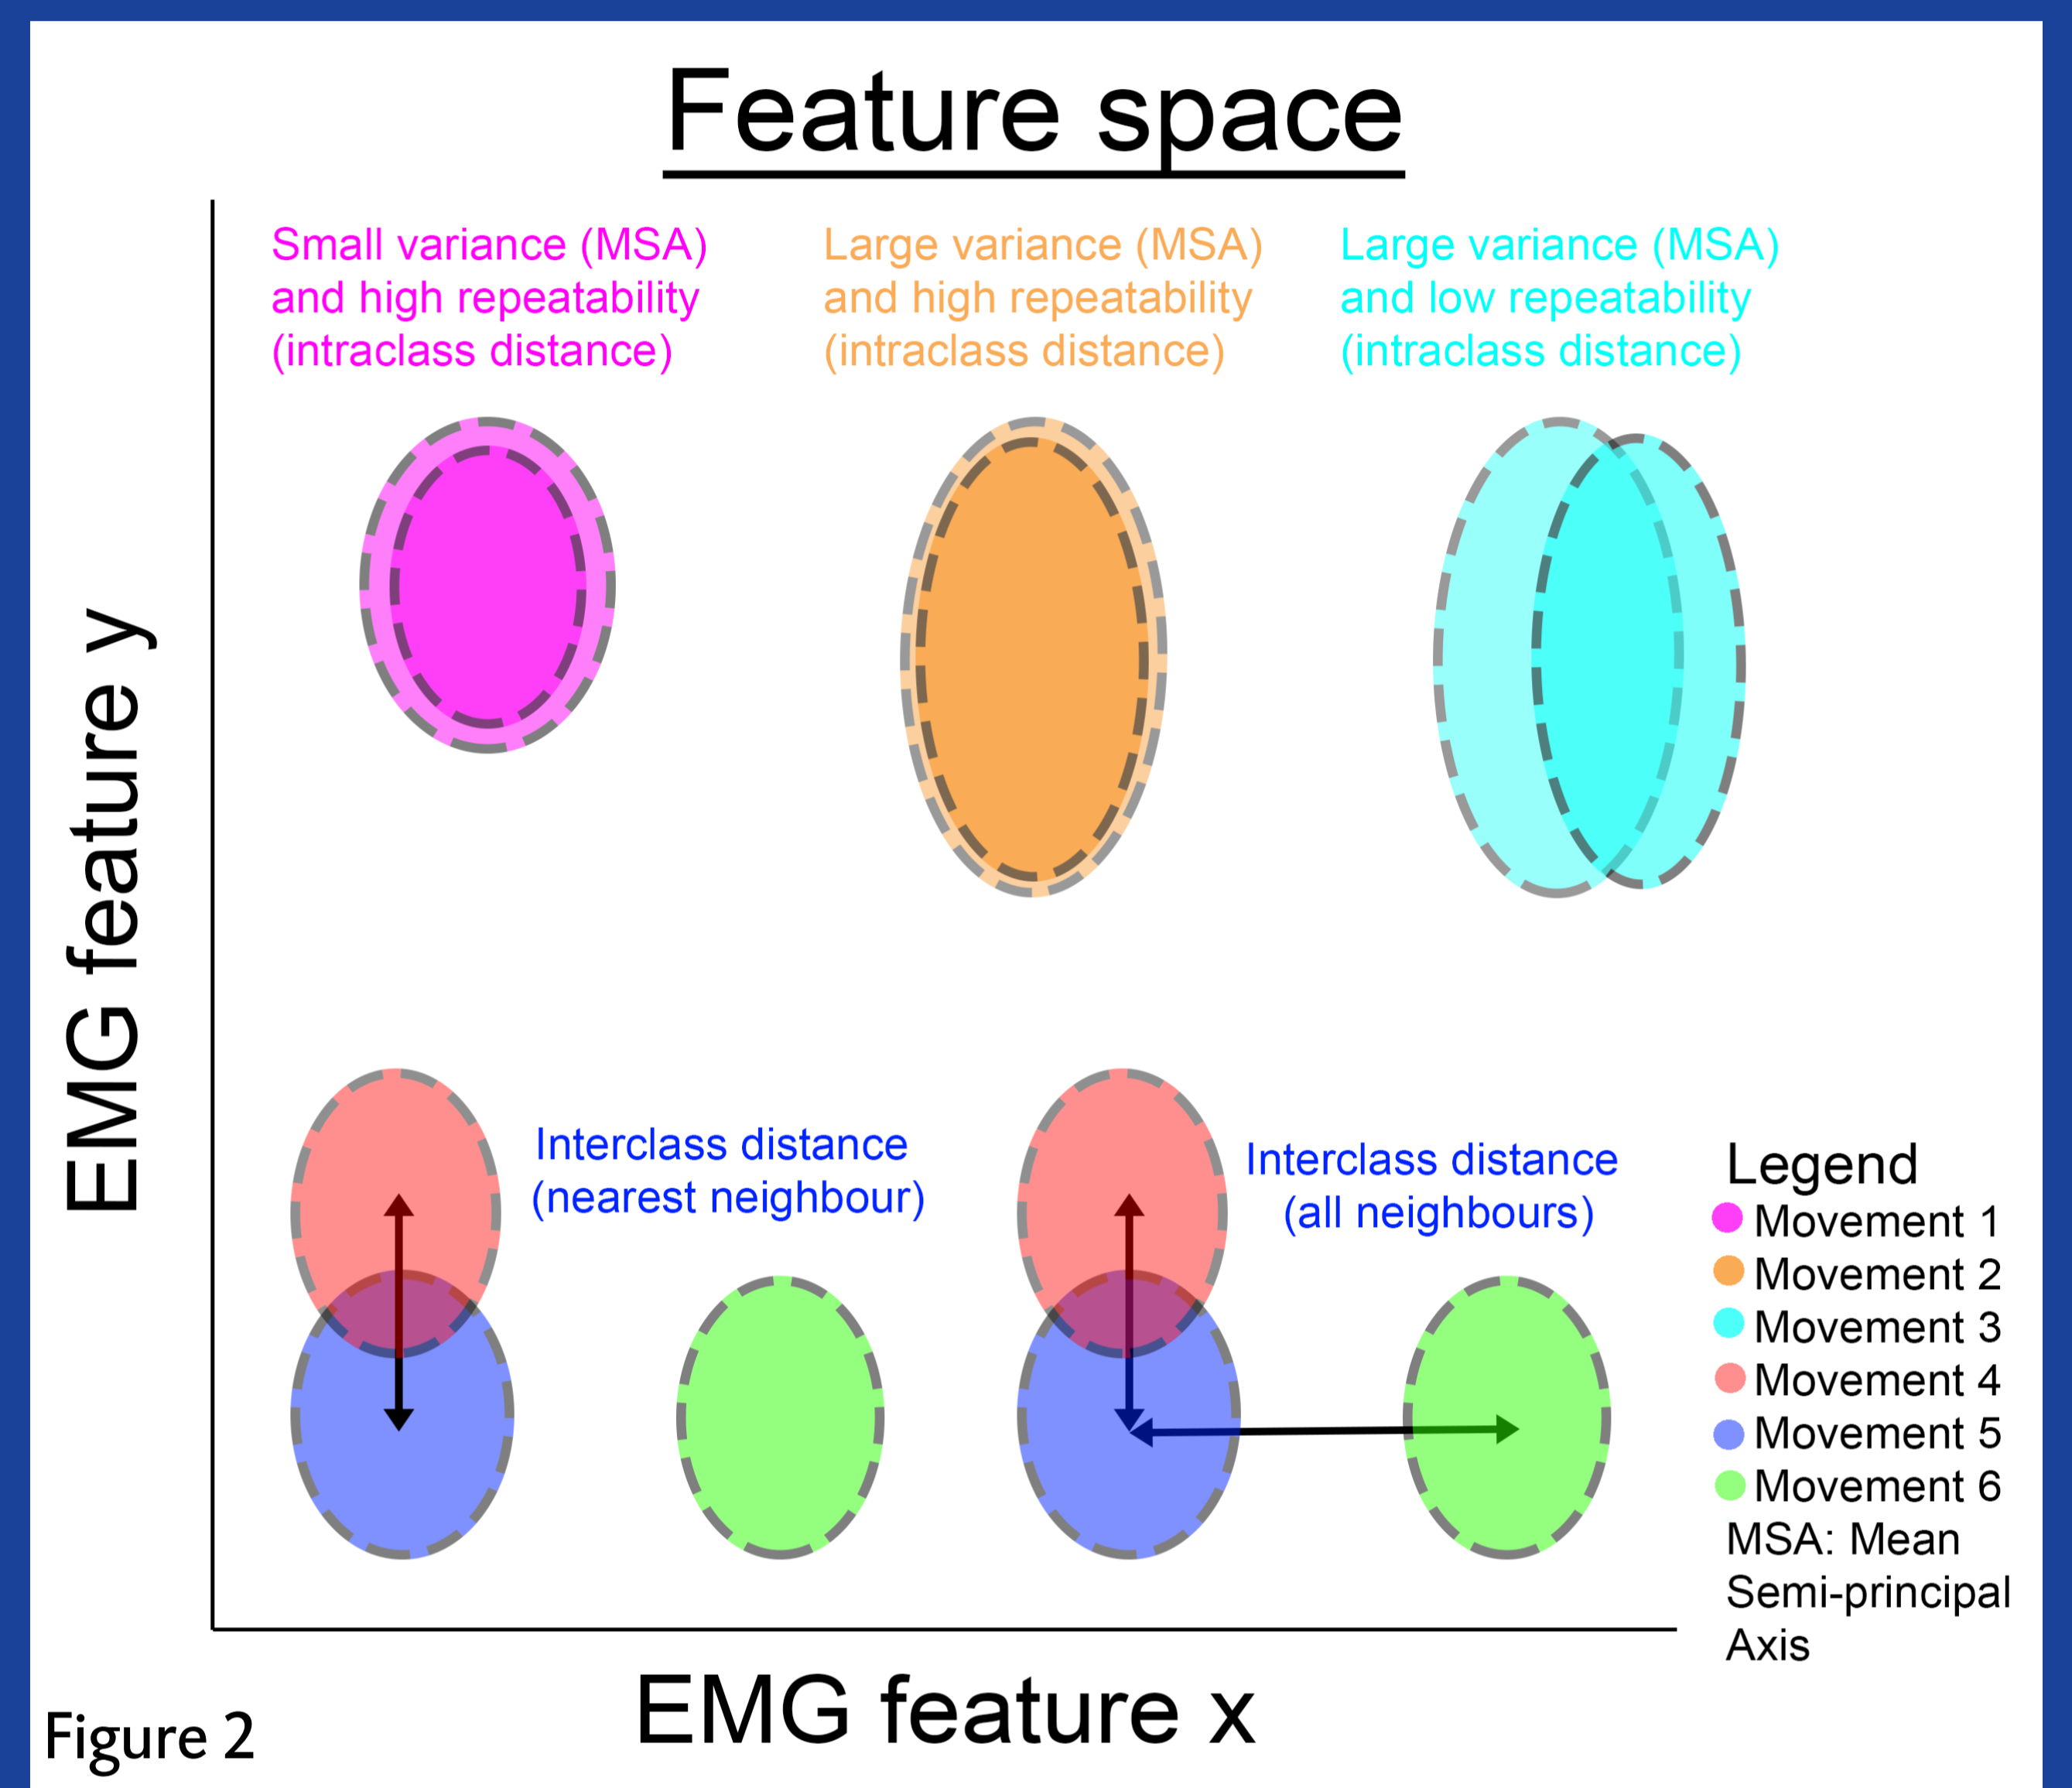 Feature space
Small variance (MSA)
and high repeatability
(intraclass distance)
Large variance (MSA)
and high repeatability
(intraclass distance)
Large variance (MSA)
and low repeatability
(intraclass distance)
EMG feature y
Interclass distance
(nearest neighbour)
Interclass distance
(all neighbours)
Legend
Movement 1
Movement 2
Movement 3
Movement 4
Movement 5
Movement 6
MSA: Mean
Semi-principal
Axis
EMG feature x
Figure 2